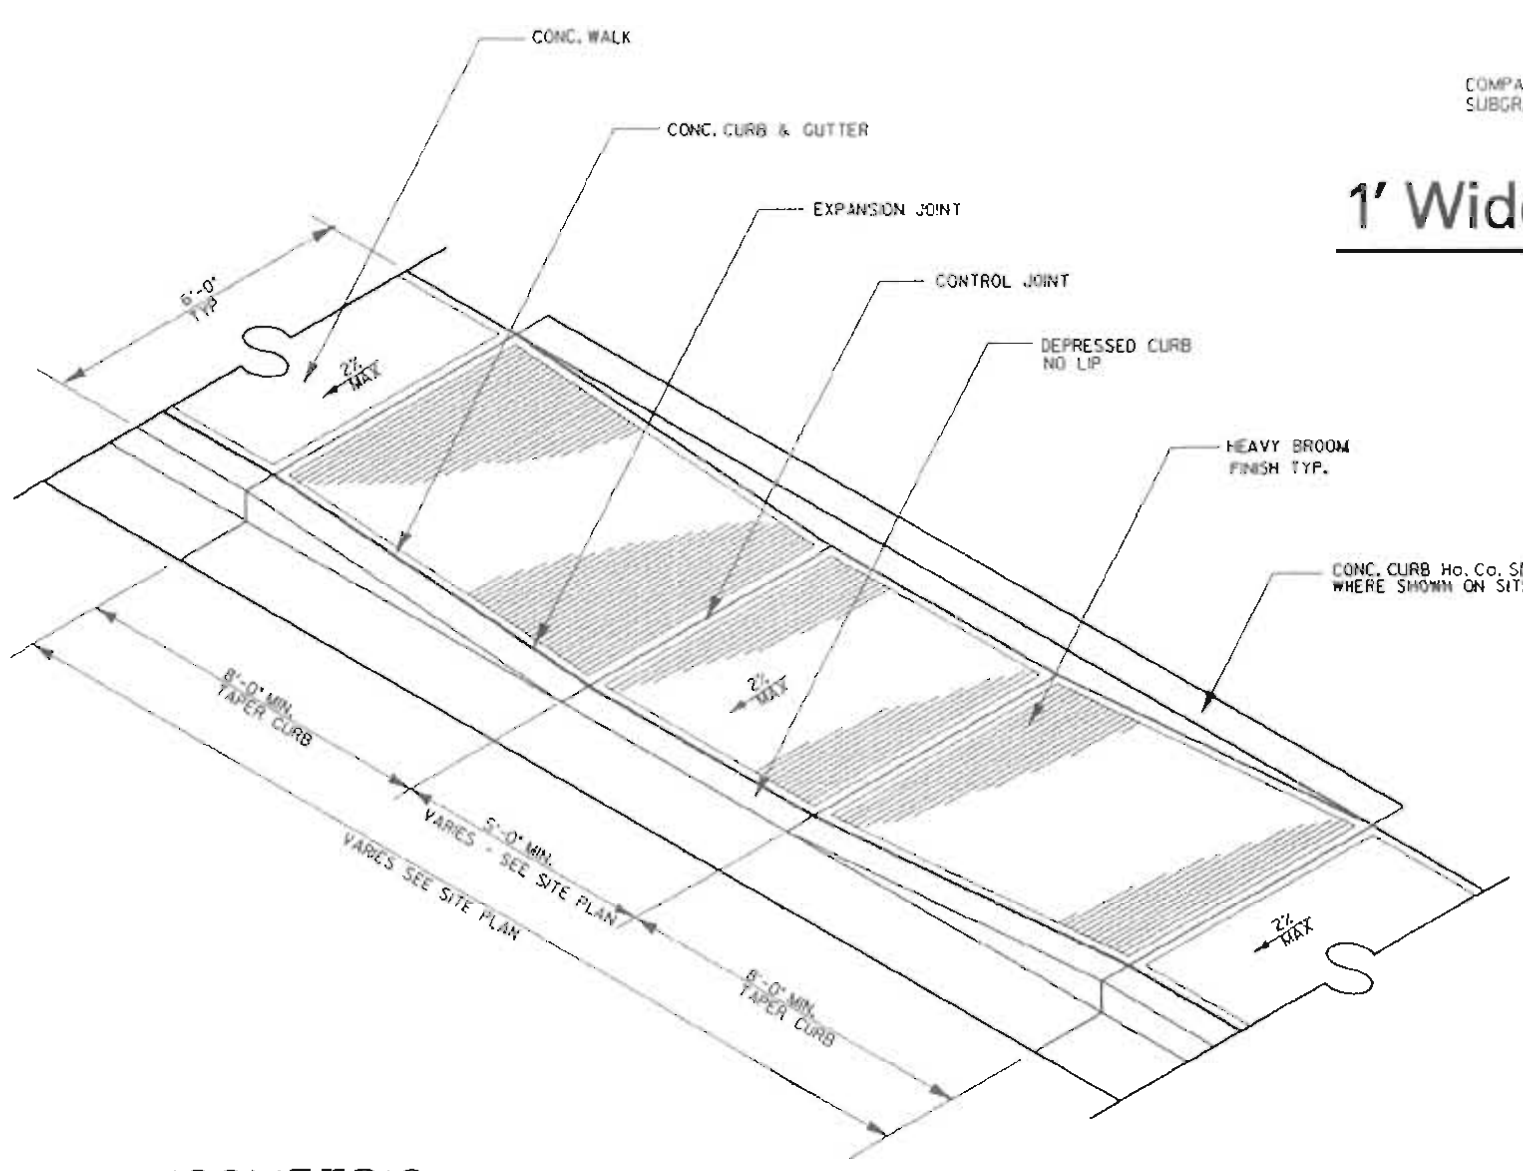 CONC. WALK
COMPA
SUBGR
CONC. CURB & GUTTER
1' Wid
EXPANSION JOINT
CONTROL JOINT
6'-0"
TYP
DEPRESSED CURB
NO LIP
2%
MAX
HEAVY BROOM
FINISH TYP.
CONC. CURB Ho. Co. S
WHERE SHOWN ON SIT
2%
MAX
8'-0" MIN.
TAPER CURB
5'-0" MIN.
VARIES - SEE SITE PLAN
VARIES SEE SITE PLAN
2%
MAX
8'-0" MIN.
TAPER CURB